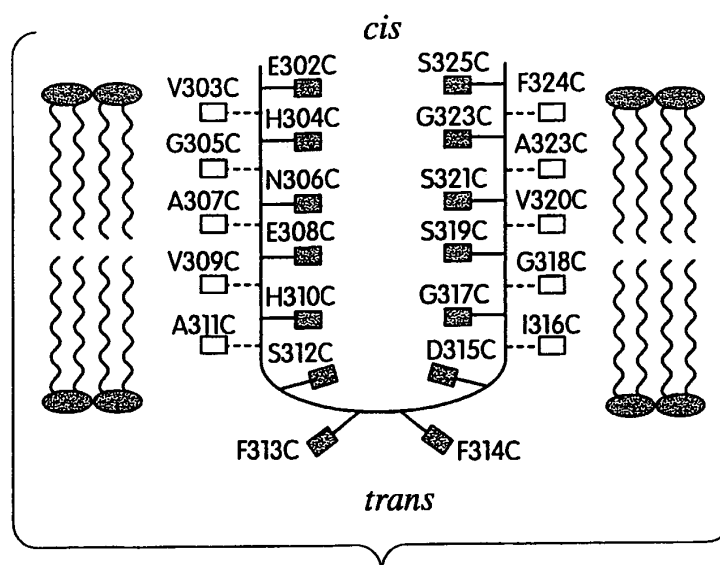 cis
E302C
S325C
V303C
F324C
H304C
G323C
G305C
A323C
N306C
S321C
A307C
V320C
E308C
S319C
V309C
G318C
H310C
G317C
A311C
I316C
S312C
D315C
F313C
F314C
trans